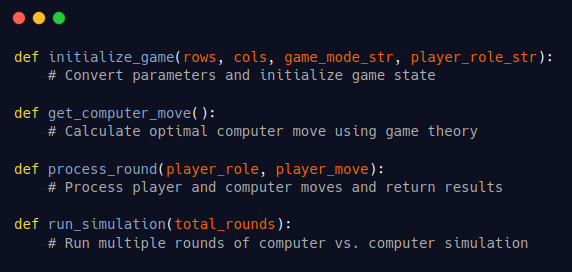 def initialize_game(rows, cols, game_mode_str, player_role_str):
    # Convert parameters and initialize game state
def get_computer_move():
    # Calculate optimal computer move using game theory
def process_round(player_role, player_move):
    # Process player and computer moves and return results
def run_simulation(total_rounds):
    # Run multiple rounds of computer vs. computer simulation